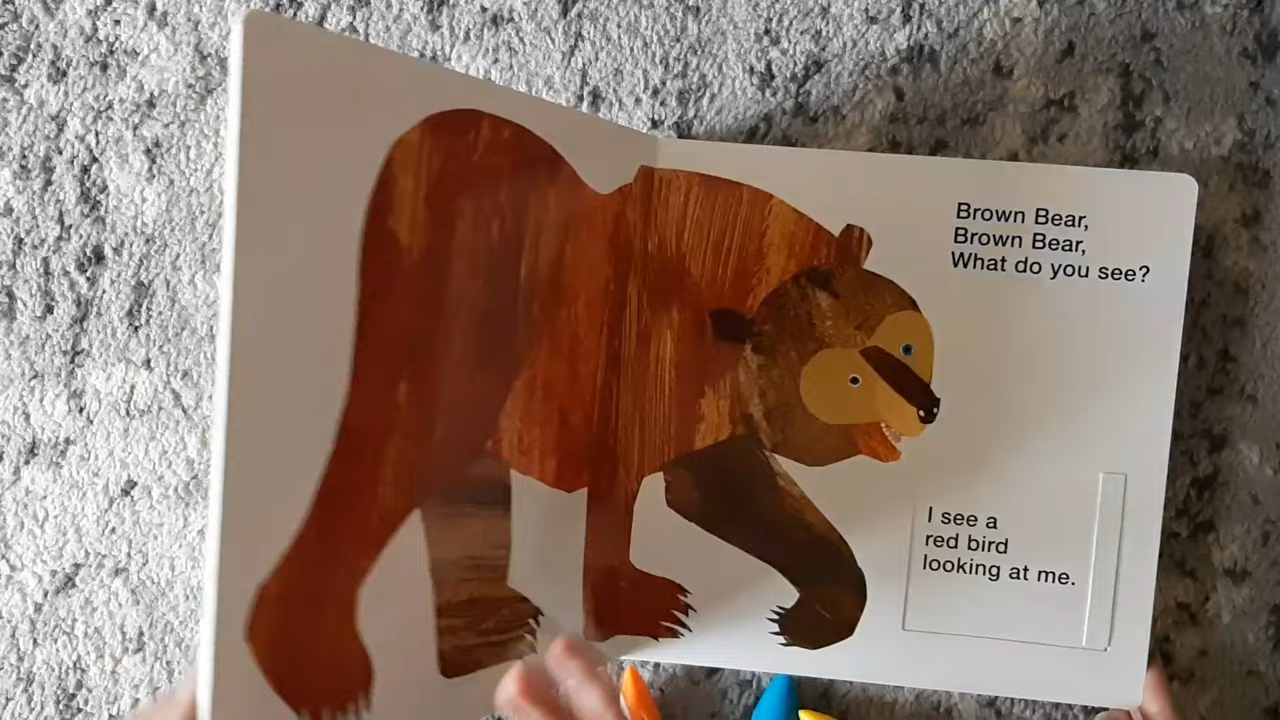 Brown Bear,
Brown Bear,
What do you see?
I see a
red bird
looking at me.